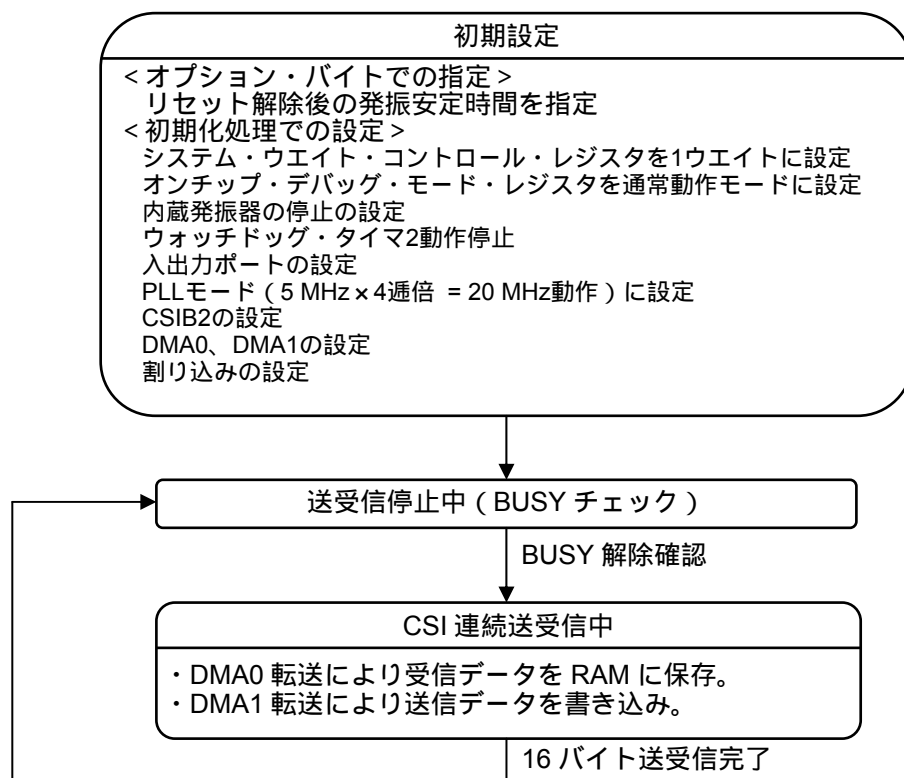 初期設定
＜オプション・バイトでの指定＞
リセット解除後の発振安定時間を指定
＜初期化処理での設定＞
システム・ウエイト・コントロール・レジスタを1ウエイトに設定
オンチップ・デバッグ・モード・レジスタを通常動作モードに設定
内蔵発振器の停止の設定
ウォッチドッグ・タイマ2動作停止
入出力ポートの設定
PLLモード（5 MHz×4逓倍 = 20 MHz動作）に設定
CSIB2の設定
DMA0、DMA1の設定
割り込みの設定
送受信停止中（BUSY チェック）
BUSY 解除確認
CSI 連続送受信中
・DMA0 転送により受信データを RAM に保存。
・DMA1 転送により送信データを書き込み。
16 バイト送受信完了